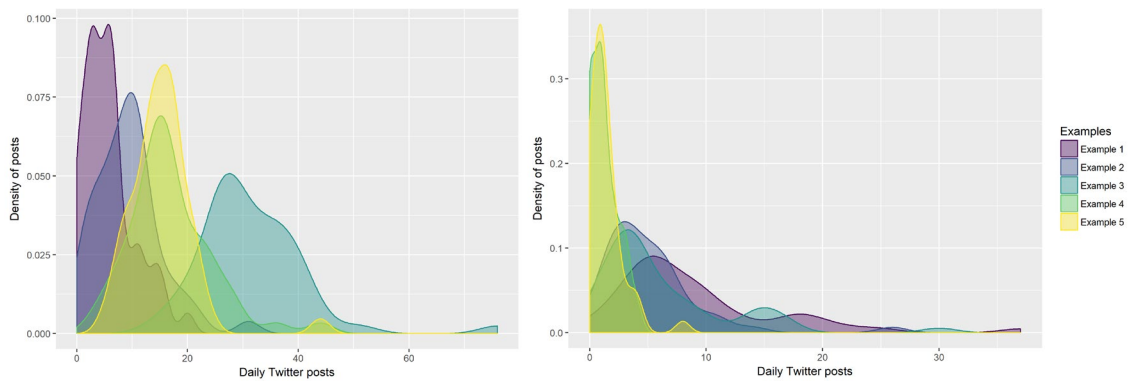 0.100
0.075
0.050
0.025
0.000
Density of posts
0 20 40 60
Daily Twitter posts
0.3
0.2
0.1
0.0
Density of posts
0 10 20 30
Daily Twitter posts
Examples
Example 1
Example 2
Example 3
Example 4
Example 5